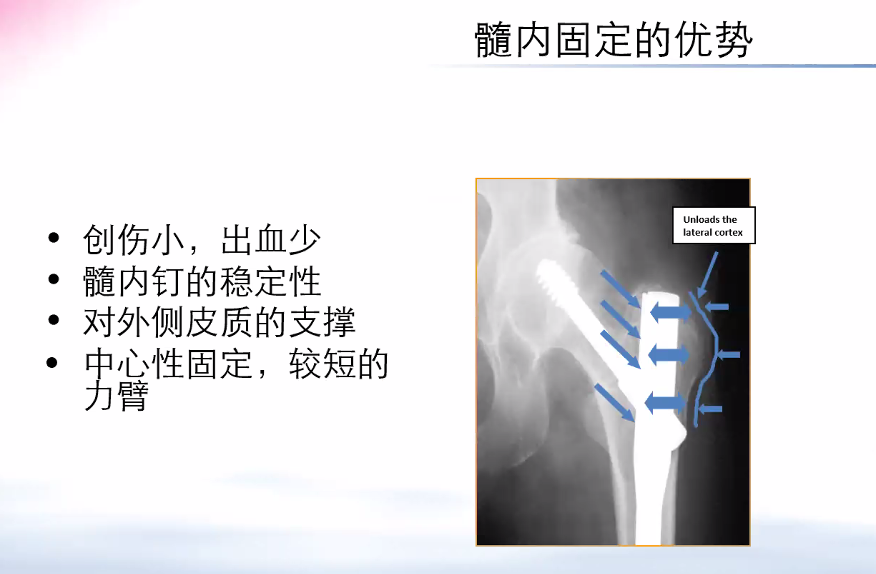 髓内固定的优势
• 创伤小，出血少
• 髓内钉的稳定性
• 对外侧皮质的支撑
• 中心性固定，较短的
力臂
Unloads the
lateral cortex